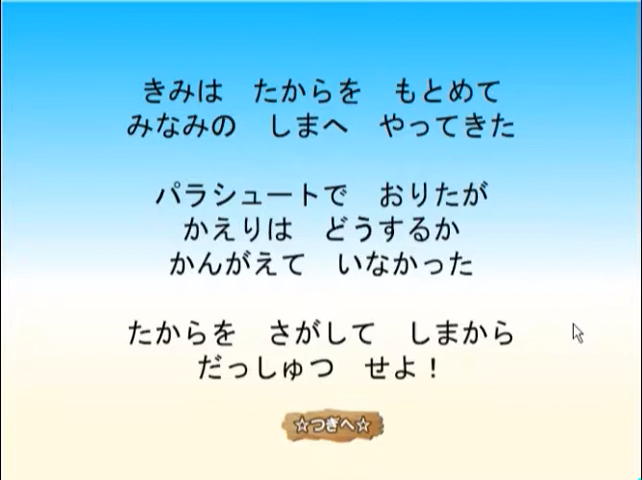 きみは　たからを　もとめて
みなみの　しまへ　やってきた
パラシュートで　おりたが
かえりは　どうするか
かんがえて　いなかった
たからを　さがして　しまから
だっしゅつ　せよ！
☆つぎへ☆